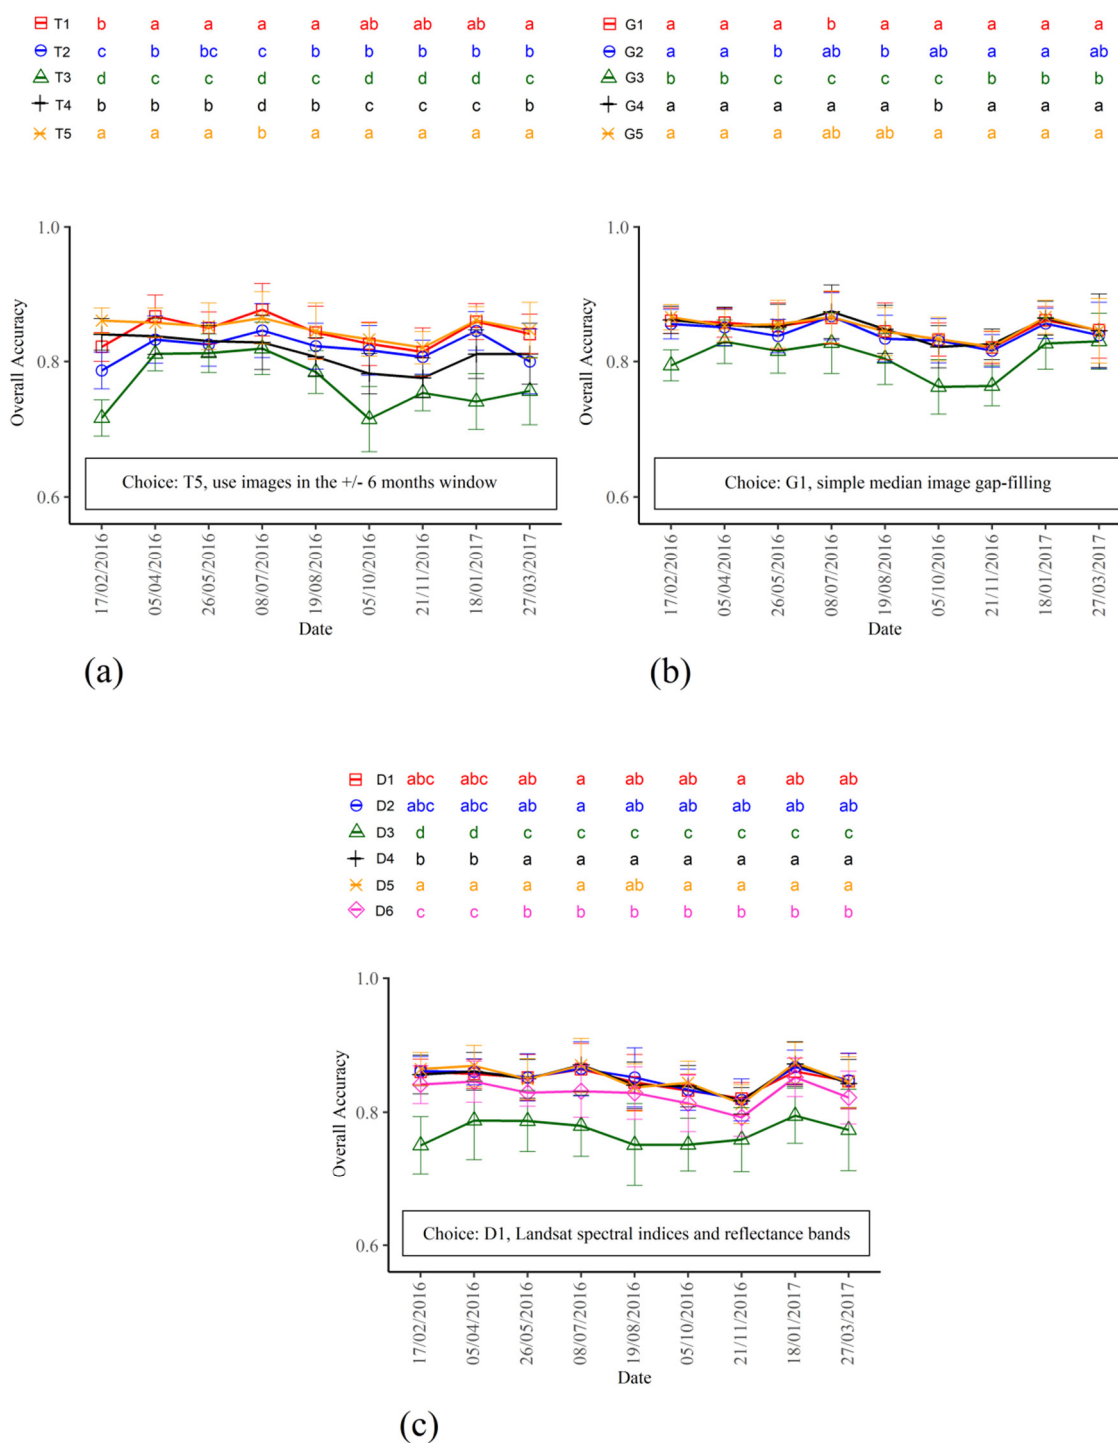 T1 b a a a a ab ab ab a
T2 c b bc c b b b b b
T3 d c c d c d d d c
T4 b b b d b c c c b
T5 a a a b a a a a a
1.0
0.8
0.6
Overall Accuracy
Choice: T5, use images in the +/- 6 months window
17/02/2016
05/04/2016
26/05/2016
08/07/2016
19/08/2016
05/10/2016
21/11/2016
18/01/2017
27/03/2017
Date
(a)
G1 a a a b a a a a a
G2 a a b ab b ab a a ab
G3 b b c c c c b b b
G4 a a a a a b a a a
G5 a a a ab ab a a a a
1.0
0.8
0.6
Overall Accuracy
Choice: G1, simple median image gap-filling
17/02/2016
05/04/2016
26/05/2016
08/07/2016
19/08/2016
05/10/2016
21/11/2016
18/01/2017
27/03/2017
Date
(b)
D1 abc abc ab a ab ab a ab ab
D2 abc abc ab a ab ab ab ab ab
D3 d d c c c c c c c
D4 b b a a a a a a a
D5 a a a a ab a a a a
D6 c c b b b b b b b
1.0
0.8
0.6
Overall Accuracy
Choice: D1, Landsat spectral indices and reflectance bands
17/02/2016
05/04/2016
26/05/2016
08/07/2016
19/08/2016
05/10/2016
21/11/2016
18/01/2017
27/03/2017
Date
(c)